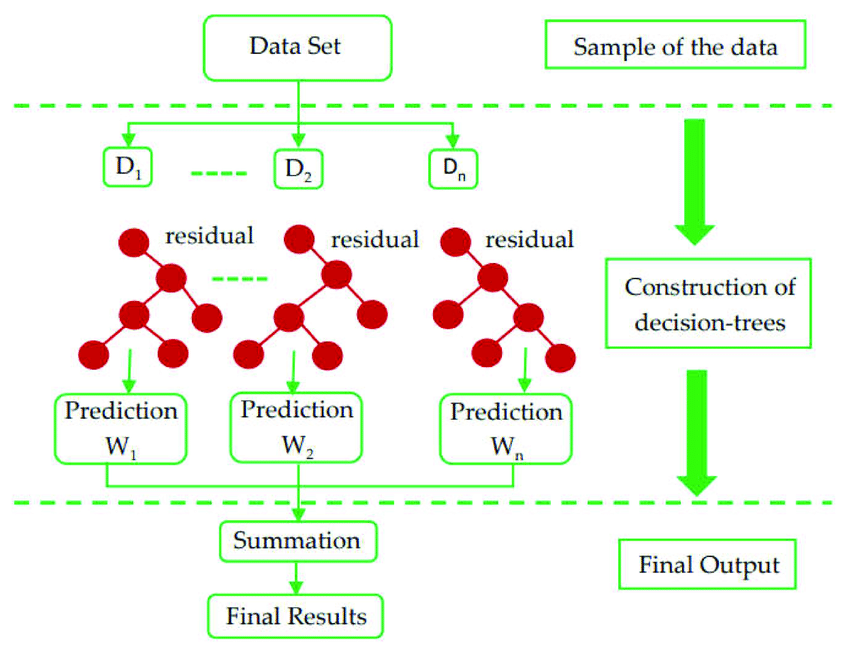 Data Set
Sample of the data
D1
D2
Dn
residual
residual
residual
Construction of
decision-trees
Prediction
W1
Prediction
W2
Prediction
Wn
Summation
Final Output
Final Results